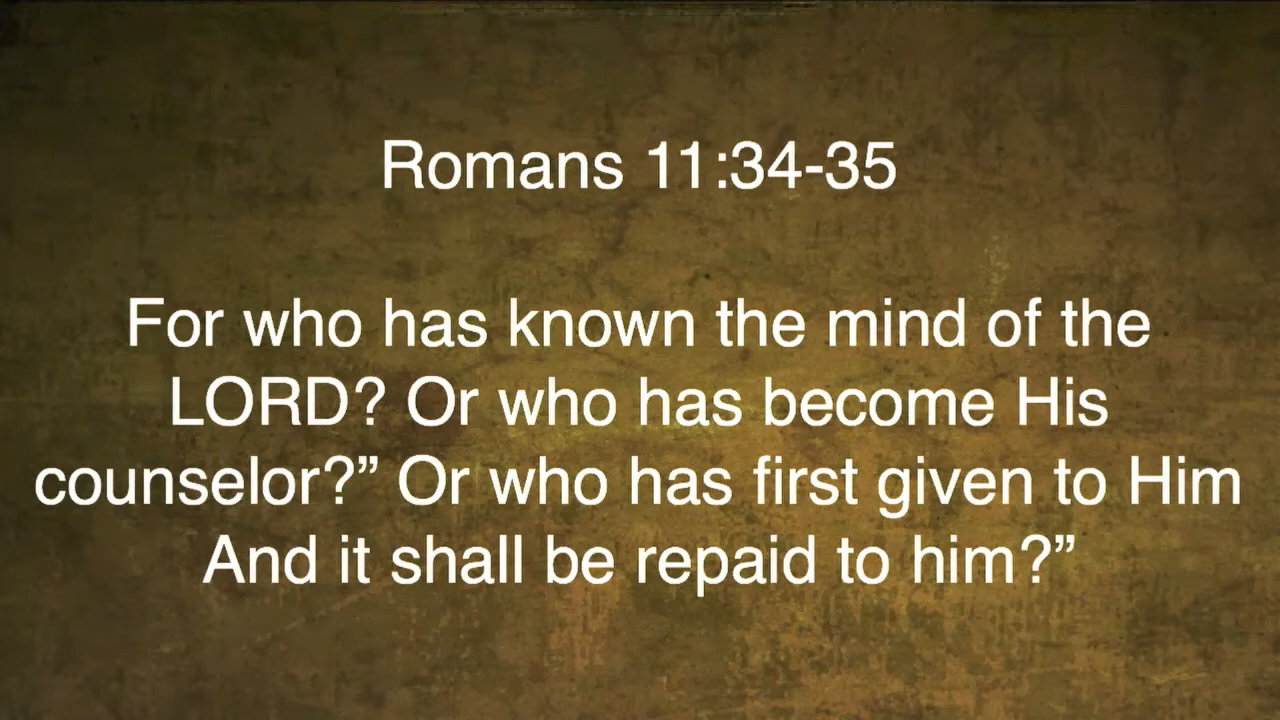 Romans 11:34-35
For who has known the mind of the
LORD? Or who has become His
counselor?” Or who has first given to Him
And it shall be repaid to him?”